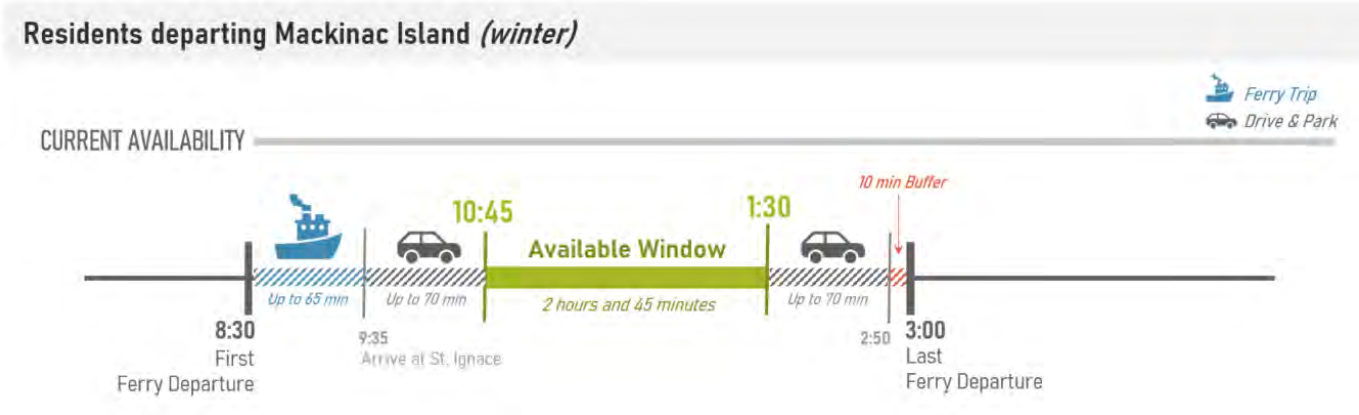 Residents departing Mackinac Island (winter)
Ferry Trip
Drive & Park
CURRENT AVAILABILITY
10 min Buffer
10:45
1:30
Available Window
Up to 65 min
Up to 70 min
2 hours and 45 minutes
Up to 70 min
8:30
First
Ferry Departure
9:35
Arrive at St. Ignace
2:50
3:00
Last
Ferry Departure